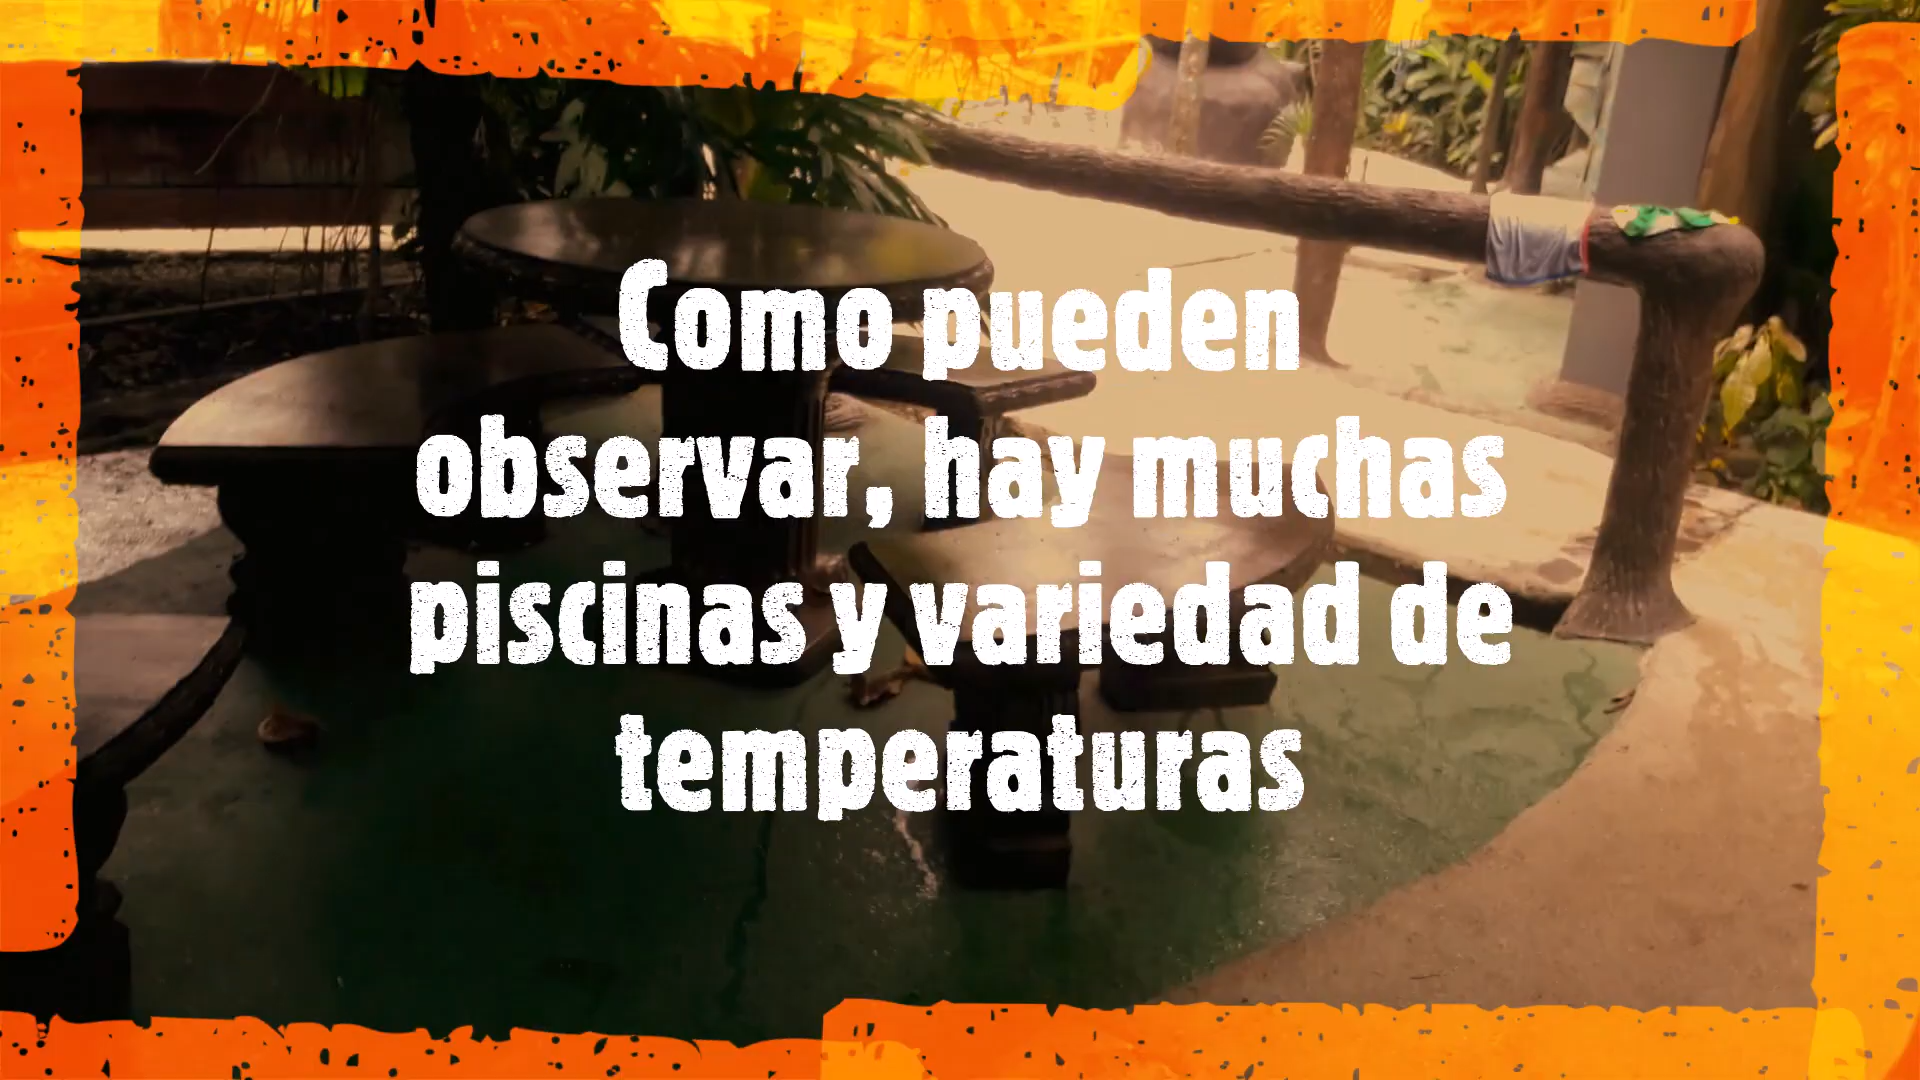 Como pueden
observar, hay muchas
piscinas y variedad de
temperaturas